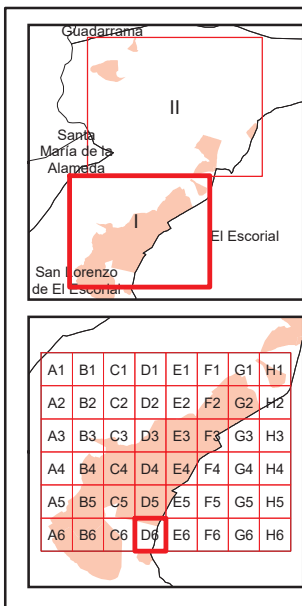 Guadarrama
II
Santa
María de la
Alameda
I
El Escorial
San Lorenzo
de El Escorial
A1 B1 C1 D1 E1 F1 G1 H1
A2 B2 C2 D2 E2 F2 G2 H2
A3 B3 C3 D3 E3 F3 G3 H3
A4 B4 C4 D4 E4 F4 G4 H4
A5 B5 C5 D5 E5 F5 G5 H5
A6 B6 C6 D6 E6 F6 G6 H6